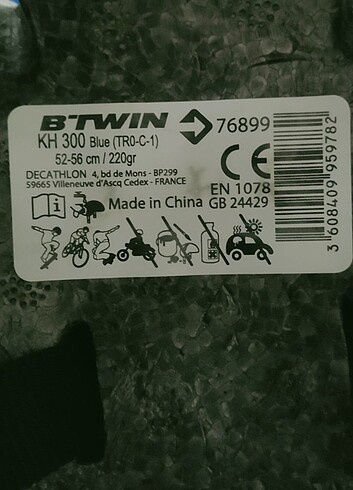 B'TWIN 76899
KH 300 Blue (TR0-C-1)
52-56 cm / 220gr
DECATHLON 4, bd de Mons - BP299
59665 Villeneuve d'Ascq Cedex - FRANCE
CE
EN 1078
Made in China GB 24429
3 608409 959782